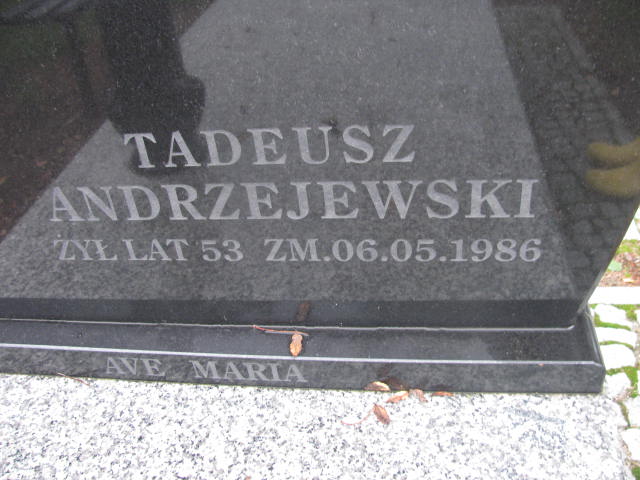 TADEUSZ
ANDRZEJEWSKI
ŻYŁ LAT 53 ZM.06.05.1986
AVE MARIA